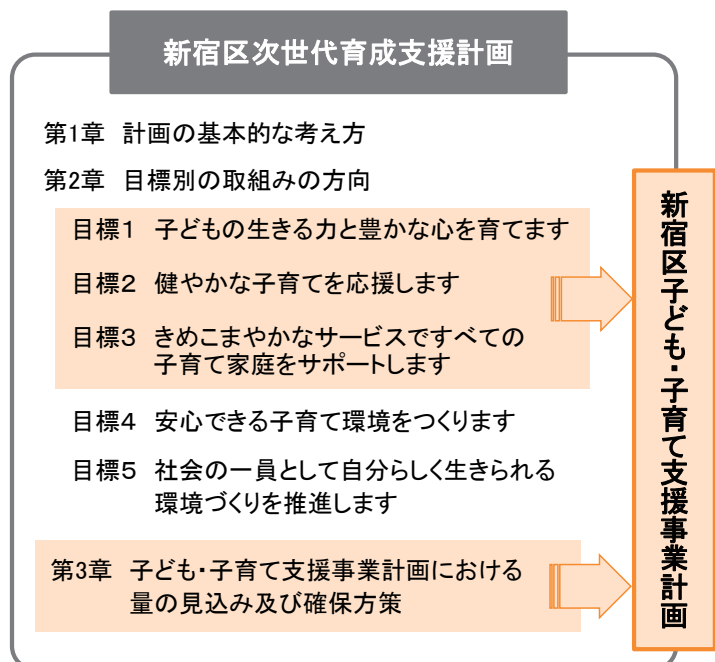 新宿区次世代育成支援計画
第1章 計画の基本的な考え方
第2章 目標別の取組みの方向
目標1 子どもの生きる力と豊かな心を育てます
目標2 健やかな子育てを応援します
目標3 きめこまやかなサービスですべての
子育て家庭をサポートします
目標4 安心できる子育て環境をつくります
目標5 社会の一員として自分らしく生きられる
環境づくりを推進します
第3章 子ども・子育て支援事業計画における
量の見込み及び確保方策
新宿区子ども・子育て支援事業計画